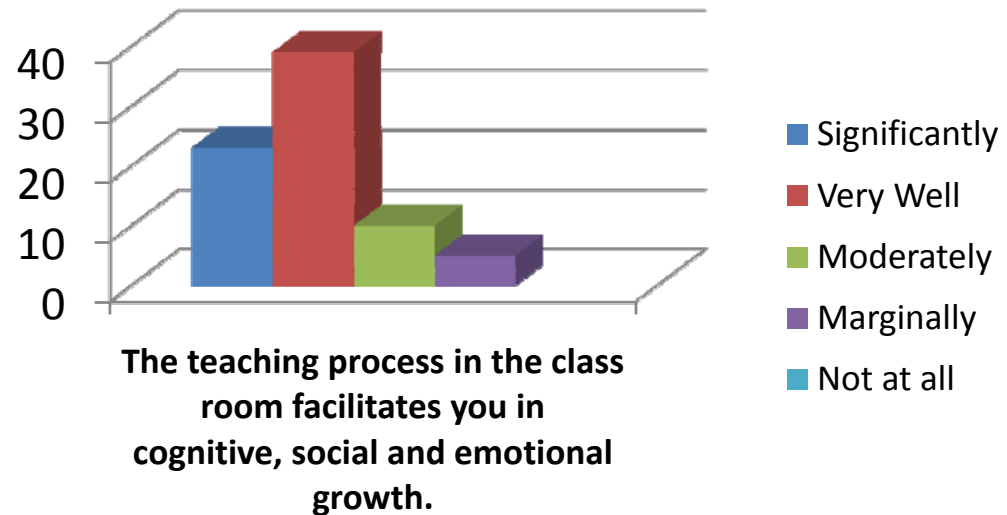 40
30
20
10
0
Significantly
Very Well
Moderately
Marginally
Not at all
The teaching process in the class
room facilitates you in
cognitive, social and emotional
growth.